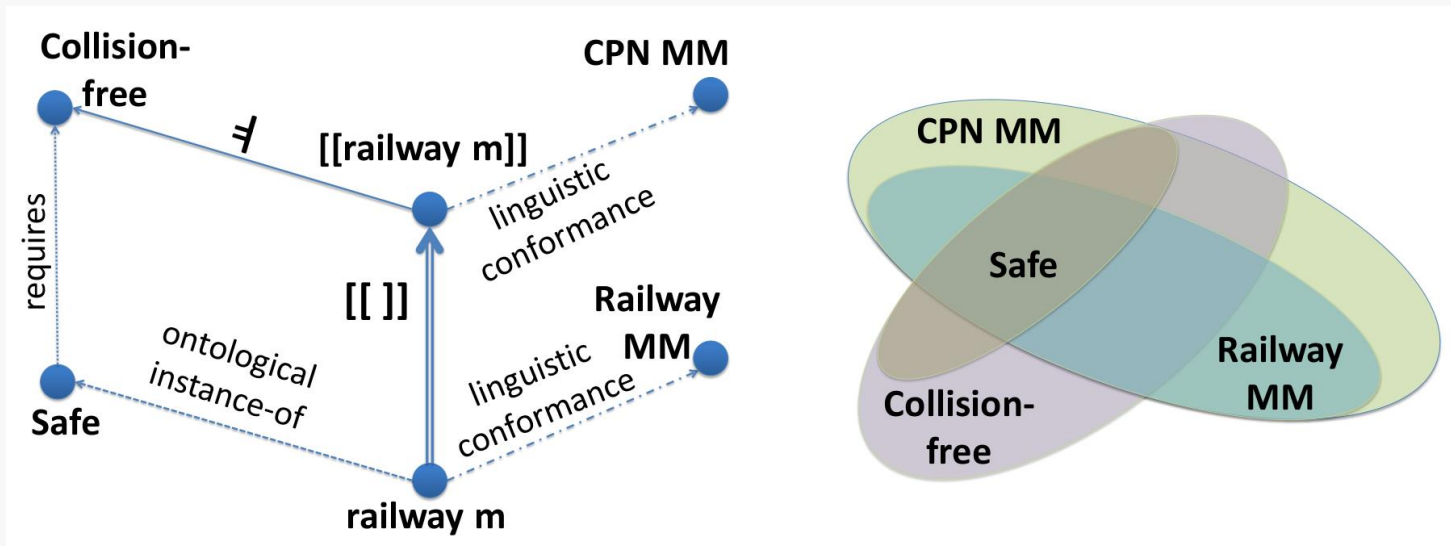 Collision-
free
CPN MM
⊨
[[railway m]]
linguistic
conformance
requires
[[ ]]
Railway
MM
ontological
instance-of
linguistic
conformance
Safe
railway m
CPN MM
Safe
Railway
MM
Collision-
free